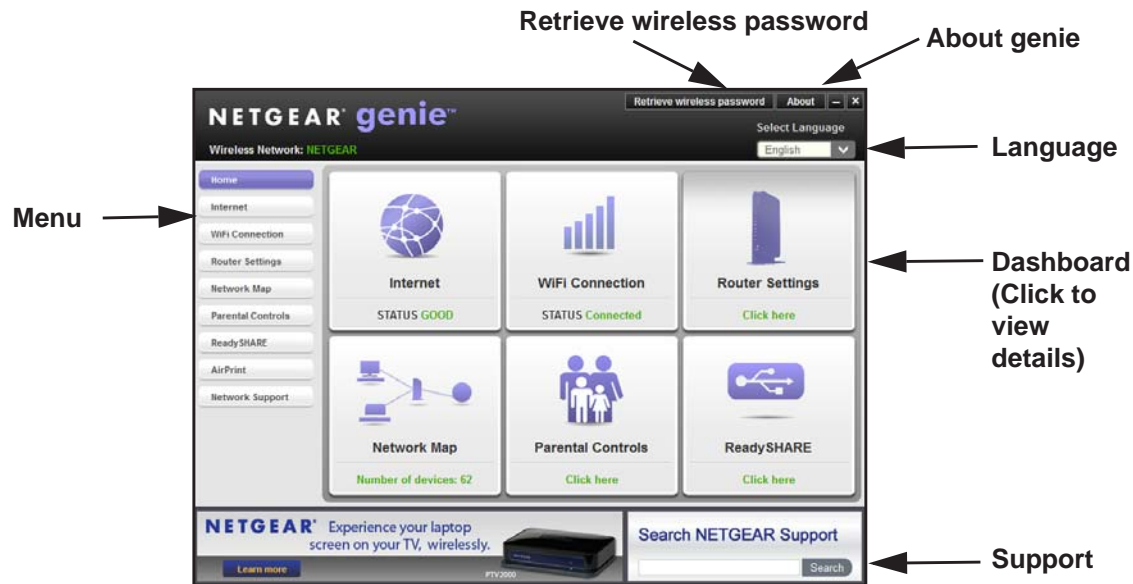 Retrieve wireless password
About genie
Retrieve wireless password About
NETGEAR® genie™
Select Language
Wireless Network: NETGEAR
English
Language
Menu
Home
Internet
WiFi Connection
Router Settings
Network Map
Parental Controls
ReadySHARE
AirPrint
Network Support
Internet
STATUS GOOD
WiFi Connection
STATUS Connected
Router Settings
Click here
Dashboard
(Click to
view
details)
Network Map
Number of devices: 62
Parental Controls
Click here
ReadySHARE
Click here
NETGEAR® Experience your laptop
screen on your TV, wirelessly.
Learn more
PTV2000
Search NETGEAR Support
Search
Support